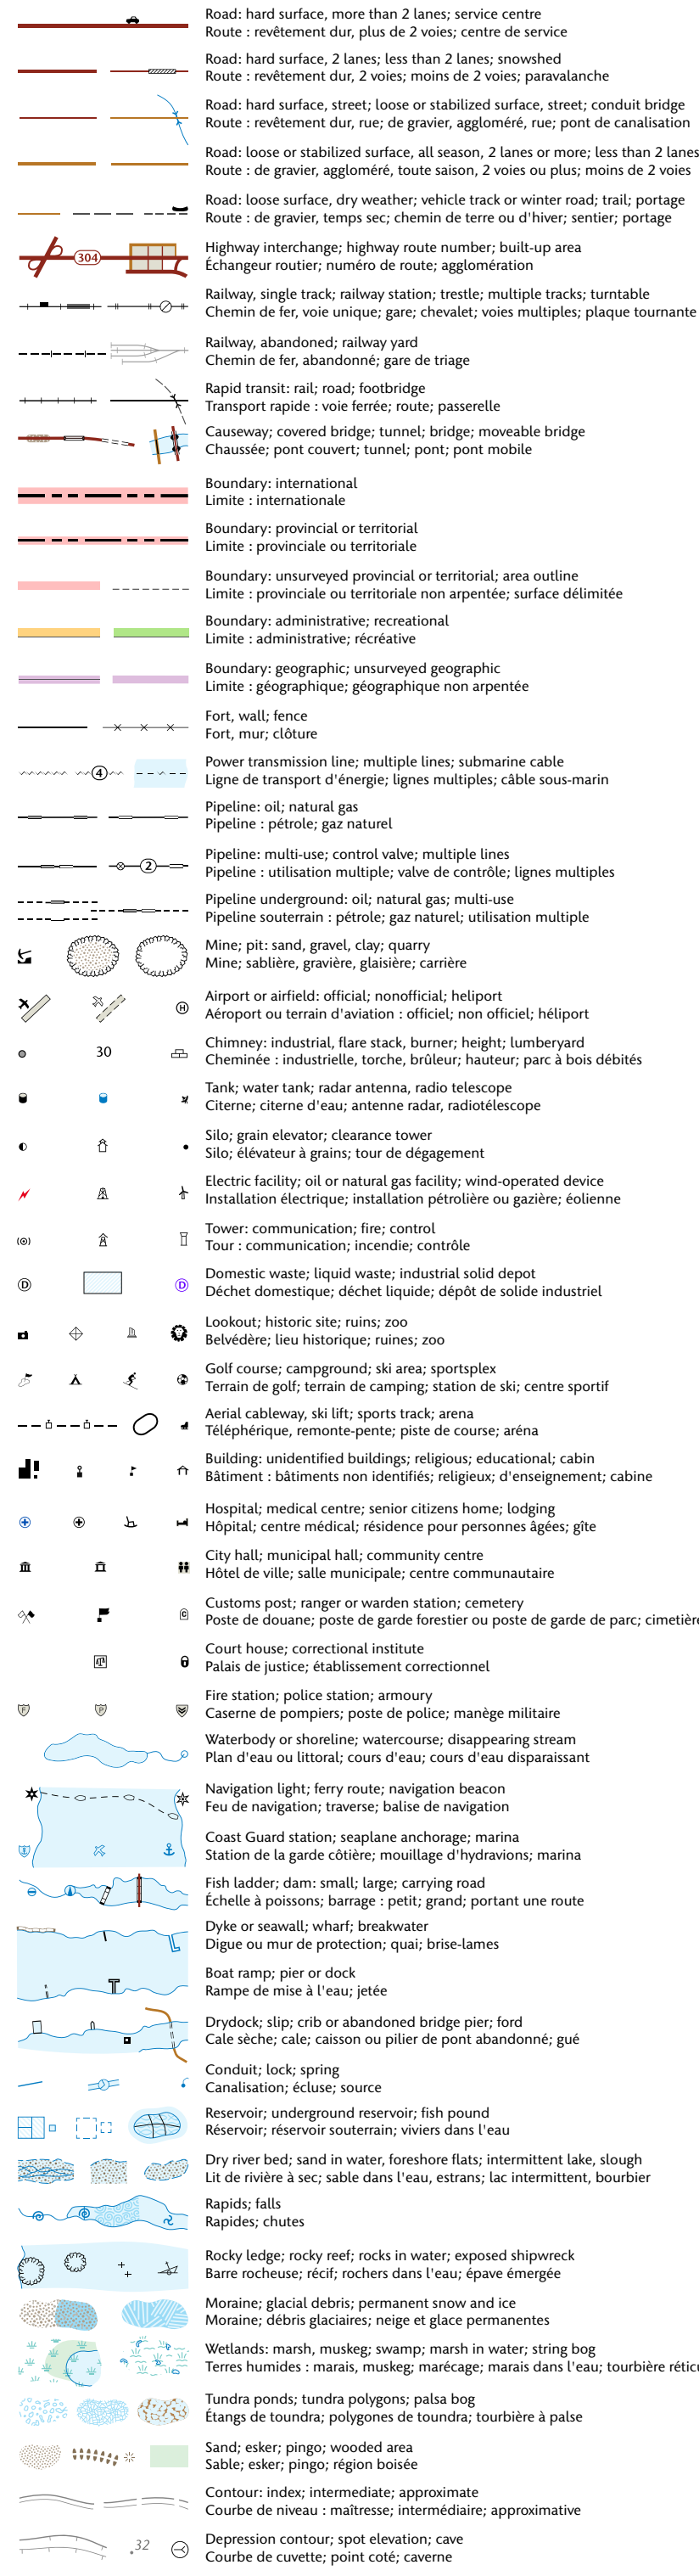 Road: hard surface, more than 2 lanes; service centre
Route : revêtement dur, plus de 2 voies; centre de service
Road: hard surface, 2 lanes; less than 2 lanes; snowshed
Route : revêtement dur, 2 voies; moins de 2 voies; paravalanche
Road: hard surface, street; loose or stabilized surface, street; conduit bridge
Route : revêtement dur, rue; de gravier, aggloméré, rue; pont de canalisation
Road: loose or stabilized surface, all season, 2 lanes or more; less than 2 lanes
Route : de gravier, aggloméré, toute saison, 2 voies ou plus; moins de 2 voies
Road: loose surface, dry weather; vehicle track or winter road; trail; portage
Route : de gravier, temps sec; chemin de terre ou d'hiver; sentier; portage
304
Highway interchange; highway route number; built-up area
Échangeur routier; numéro de route; agglomération
Railway, single track; railway station; trestle; multiple tracks; turntable
Chemin de fer, voie unique; gare; chevalet; voies multiples; plaque tournante
Railway, abandoned; railway yard
Chemin de fer, abandonné; gare de triage
Rapid transit: rail; road; footbridge
Transport rapide : voie ferrée; route; passerelle
Causeway; covered bridge; tunnel; bridge; moveable bridge
Chaussée; pont couvert; tunnel; pont; pont mobile
Boundary: international
Limite : internationale
Boundary: provincial or territorial
Limite : provinciale ou territoriale
Boundary: unsurveyed provincial or territorial; area outline
Limite : provinciale ou territoriale non arpentée; surface délimitée
Boundary: administrative; recreational
Limite : administrative; récréative
Boundary: geographic; unsurveyed geographic
Limite : géographique; géographique non arpentée
Fort, wall; fence
Fort, mur; clôture
4
Power transmission line; multiple lines; submarine cable
Ligne de transport d'énergie; lignes multiples; câble sous-marin
Pipeline: oil; natural gas
Pipeline : pétrole; gaz naturel
2
Pipeline: multi-use; control valve; multiple lines
Pipeline : utilisation multiple; valve de contrôle; lignes multiples
Pipeline underground: oil; natural gas; multi-use
Pipeline souterrain : pétrole; gaz naturel; utilisation multiple
Mine; pit: sand, gravel, clay; quarry
Mine; sablière, gravière, glaisière; carrière
H
Airport or airfield: official; nonofficial; heliport
Aéroport ou terrain d'aviation : officiel; non officiel; héliport
30
Chimney: industrial, flare stack, burner; height; lumberyard
Cheminée : industrielle, torche, brûleur; hauteur; parc à bois débités
Tank; water tank; radar antenna, radio telescope
Citerne; citerne d'eau; antenne radar, radiotélescope
Silo; grain elevator; clearance tower
Silo; élévateur à grains; tour de dégagement
Electric facility; oil or natural gas facility; wind-operated device
Installation électrique; installation pétrolière ou gazière; éolienne
Tower: communication; fire; control
Tour : communication; incendie; contrôle
D D
Domestic waste; liquid waste; industrial solid depot
Déchet domestique; déchet liquide; dépôt de solide industriel
Lookout; historic site; ruins; zoo
Belvédère; lieu historique; ruines; zoo
Golf course; campground; ski area; sportsplex
Terrain de golf; terrain de camping; station de ski; centre sportif
Aerial cableway, ski lift; sports track; arena
Téléphérique, remonte-pente; piste de course; aréna
Building: unidentified buildings; religious; educational; cabin
Bâtiment : bâtiments non identifiés; religieux; d'enseignement; cabine
Hospital; medical centre; senior citizens home; lodging
Hôpital; centre médical; résidence pour personnes âgées; gîte
City hall; municipal hall; community centre
Hôtel de ville; salle municipale; centre communautaire
C
Customs post; ranger or warden station; cemetery
Poste de douane; poste de garde forestier ou poste de garde de parc; cimetière
Court house; correctional institute
Palais de justice; établissement correctionnel
F P
Fire station; police station; armoury
Caserne de pompiers; poste de police; manège militaire
Waterbody or shoreline; watercourse; disappearing stream
Plan d'eau ou littoral; cours d'eau; cours d'eau disparaissant
Navigation light; ferry route; navigation beacon
Feu de navigation; traverse; balise de navigation
Coast Guard station; seaplane anchorage; marina
Station de la garde côtière; mouillage d'hydravions; marina
Fish ladder; dam: small; large; carrying road
Échelle à poissons; barrage : petit; grand; portant une route
Dyke or seawall; wharf; breakwater
Digue ou mur de protection; quai; brise-lames
Boat ramp; pier or dock
Rampe de mise à l'eau; jetée
Drydock; slip; crib or abandoned bridge pier; ford
Cale sèche; cale; caisson ou pilier de pont abandonné; gué
Conduit; lock; spring
Canalisation; écluse; source
Reservoir; underground reservoir; fish pound
Réservoir; réservoir souterrain; viviers dans l'eau
Dry river bed; sand in water, foreshore flats; intermittent lake, slough
Lit de rivière à sec; sable dans l'eau, estrans; lac intermittent, bourbier
Rapids; falls
Rapides; chutes
Rocky ledge; rocky reef; rocks in water; exposed shipwreck
Barre rocheuse; récif; rochers dans l'eau; épave émergée
Moraine; glacial debris; permanent snow and ice
Moraine; débris glaciaires; neige et glace permanentes
Wetlands: marsh, muskeg; swamp; marsh in water; string bog
Terres humides : marais, muskeg; marécage; marais dans l'eau; tourbière
Tundra ponds; tundra polygons; palsa bog
Étangs de toundra; polygones de toundra; tourbière à palse
Sand; esker; pingo; wooded area
Sable; esker; pingo; région boisée
Contour: index; intermediate; approximate
Courbe de niveau : maîtresse; intermédiaire; approximative
.32
Depression contour; spot elevation; cave
Courbe de cuvette; point coté; caverne